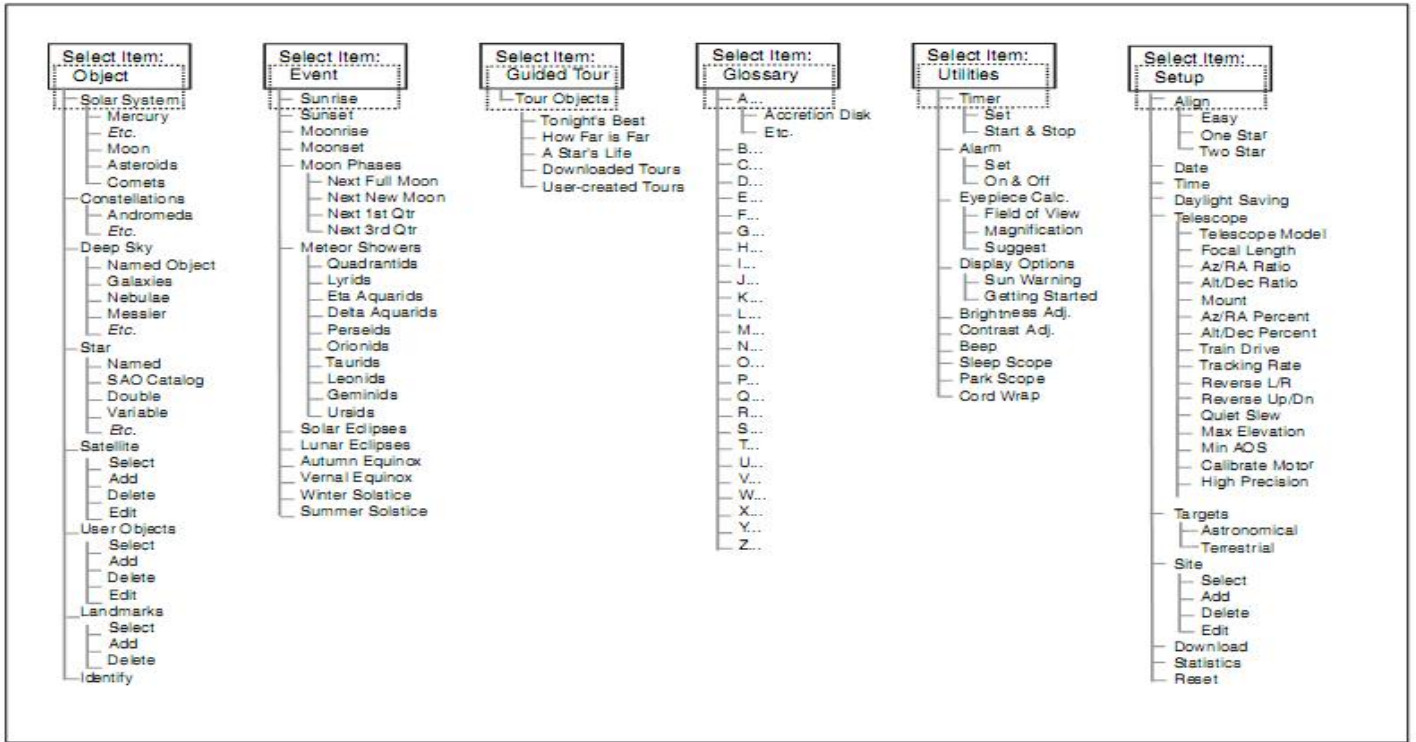 Select Item:
Object
Solar System
Mercury
Etc.
Moon
Asteroids
Comets
Constellations
Andromeda
Etc.
Deep Sky
Named Object
Galaxies
Nebulae
Messier
Etc.
Star
Named
SAO Catalog
Double
Variable
Etc.
Satellite
Select
Add
Delete
Edit
User Objects
Select
Add
Delete
Edit
Landmarks
Select
Add
Delete
Identify
Select Item:
Event
Sunrise
Sunset
Moonrise
Moonset
Moon Phases
Next Full Moon
Next New Moon
Next 1st Qtr
Next 3rd Qtr
Meteor Showers
Quadrantids
Lyrids
Eta Aquarids
Delta Aquarids
Perseids
Orionids
Taurids
Leonids
Geminids
Ursids
Solar Eclipses
Lunar Eclipses
Autumn Equinox
Vernal Equinox
Winter Solstice
Summer Solstice
Select Item:
Guided Tour
Tour Objects
Tonight's Best
How Far is Far
A Star's Life
Downloaded Tours
User-created Tours
Select Item:
Glossary
A...
Accretion Disk
Etc.
B...
C...
D...
E...
F...
G...
H...
I...
J...
K...
L...
M...
N...
O...
P...
Q...
R...
S...
T...
U...
V...
W...
X...
Y...
Z...
Select Item:
Utilities
Timer
Set
Start & Stop
Alarm
Set
On & Off
Eyepiece Calc.
Field of View
Magnification
Suggest
Display Options
Sun Warning
Getting Started
Brightness Adj.
Contrast Adj.
Beep
Sleep Scope
Park Scope
Cord Wrap
Select Item:
Setup
Align
Easy
One Star
Two Star
Date
Time
Daylight Saving
Telescope
Telescope Model
Focal Length
Az/RA Ratio
Alt/Dec Ratio
Mount
Az/RA Percent
Alt/Dec Percent
Train Drive
Tracking Rate
Reverse L/R
Reverse Up/Dn
Quiet Slew
Max Elevation
Min AOS
Calibrate Motor
High Precision
Targets
Astronomical
Terrestrial
Site
Select
Add
Delete
Edit
Download
Statistics
Reset